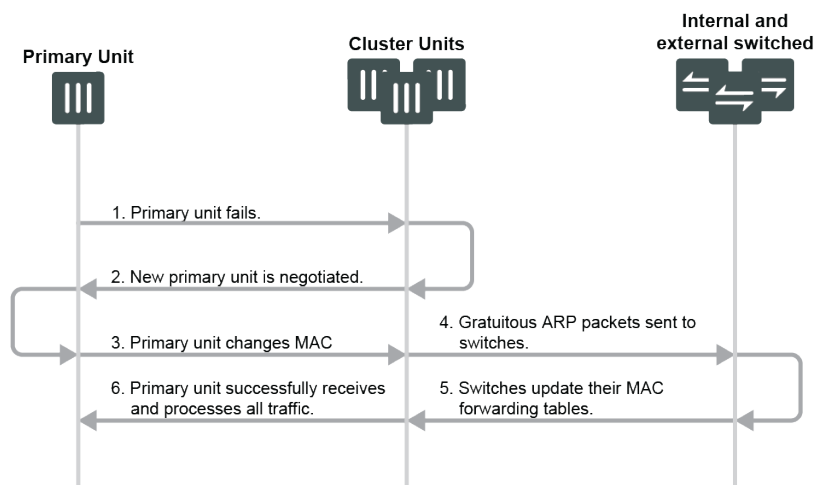 Primary Unit
Cluster Units
Internal and
external switched
1. Primary unit fails.
2. New primary unit is negotiated.
3. Primary unit changes MAC
4. Gratuitous ARP packets sent to
switches.
5. Switches update their MAC
forwarding tables.
6. Primary unit successfully receives
and processes all traffic.